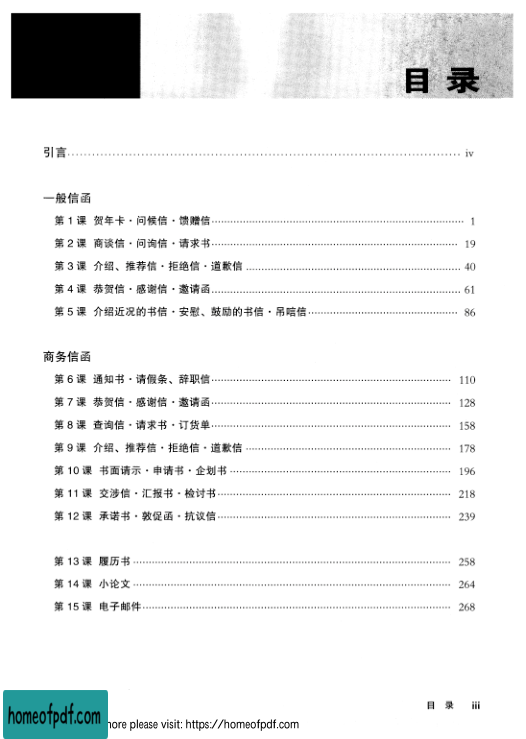 目录
引言 iv
一般信函
第 1 课 贺年卡·问候信·馈赠信 1
第 2 课 商谈信·问询信·请求书 19
第 3 课 介绍、推荐信·拒绝信·道歉信 40
第 4 课 恭贺信·感谢信·邀请函 61
第 5 课 介绍近况的书信·安慰、鼓励的书信·吊唁信 86
商务信函
第 6 课 通知书·请假条、辞职信 110
第 7 课 恭贺信·感谢信·邀请函 128
第 8 课 查询信·请求书·订货单 158
第 9 课 介绍、推荐信·拒绝信·道歉信 178
第 10 课 书面请示·申请书·企划书 196
第 11 课 交涉信·汇报书·检讨书 218
第 12 课 承诺书·敦促函·抗议信 239
第 13 课 履历书 258
第 14 课 小论文 264
第 15 课 电子邮件 268
目 录 iii
homeofpdf.com
more please visit: https://homeofpdf.com